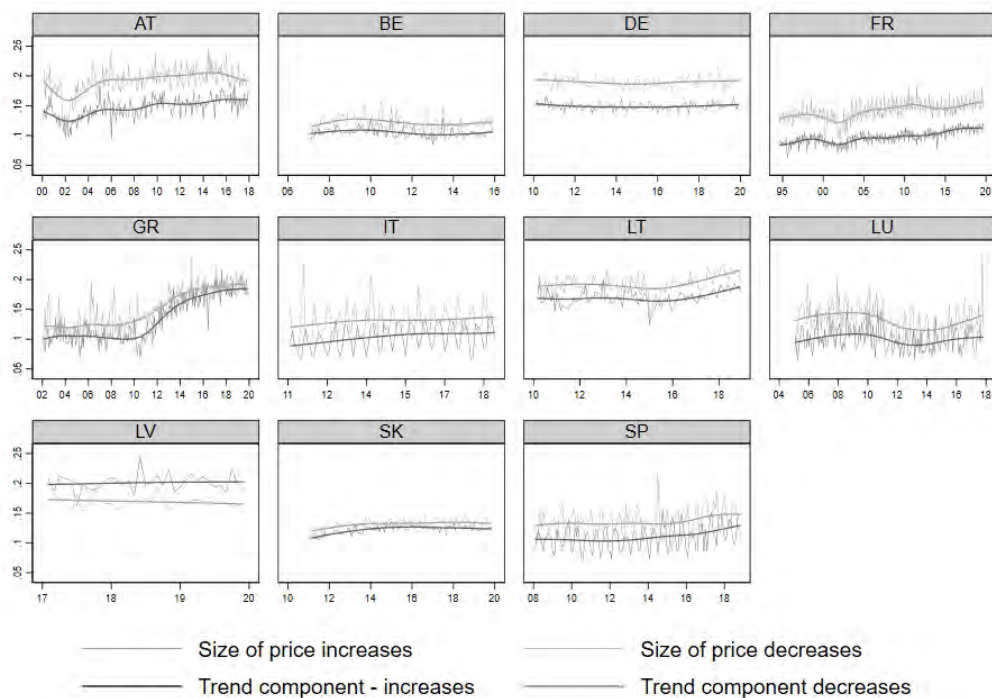 AT BE DE FR
.05 .1 .15 .2 .25
00 02 04 06 08 10 12 14 16 18
06 08 10 12 14 16
10 12 14 16 18 20
95 00 05 10 15 20
GR IT LT LU
.05 .1 .15 .2 .25
02 04 06 08 10 12 14 16 18 20
11 12 14 15 17 18
10 12 14 16 18
04 06 08 10 12 14 16 18
LV SK SP
.05 .1 .15 .2 .25
17 18 19 20
10 12 14 16 18 20
08 10 12 14 16 18
Size of price increases Size of price decreases
Trend component - increases Trend component decreases